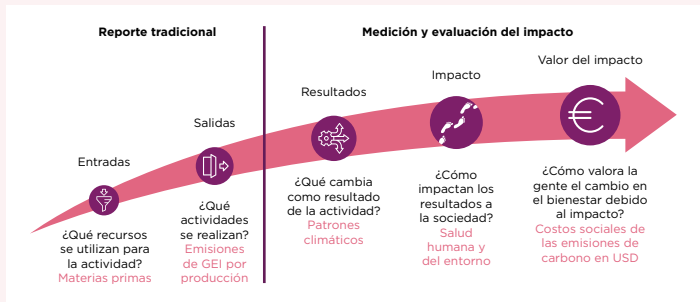 Reporte tradicional
Medición y evaluación del impacto
Entradas
¿Qué recursos
se utilizan para
la actividad?
Materias primas
Salidas
¿Qué
actividades
se realizan?
Emisiones
de GEI por
producción
Resultados
¿Qué cambia
como resultado
de la actividad?
Patrones
climáticos
Impacto
¿Cómo
impactan los
resultados a
la sociedad?
Salud
humana y
del entorno
Valor del impacto
€
¿Cómo valora la
gente el cambio en
el bienestar debido
al impacto?
Costos sociales de
las emisiones de
carbono en USD